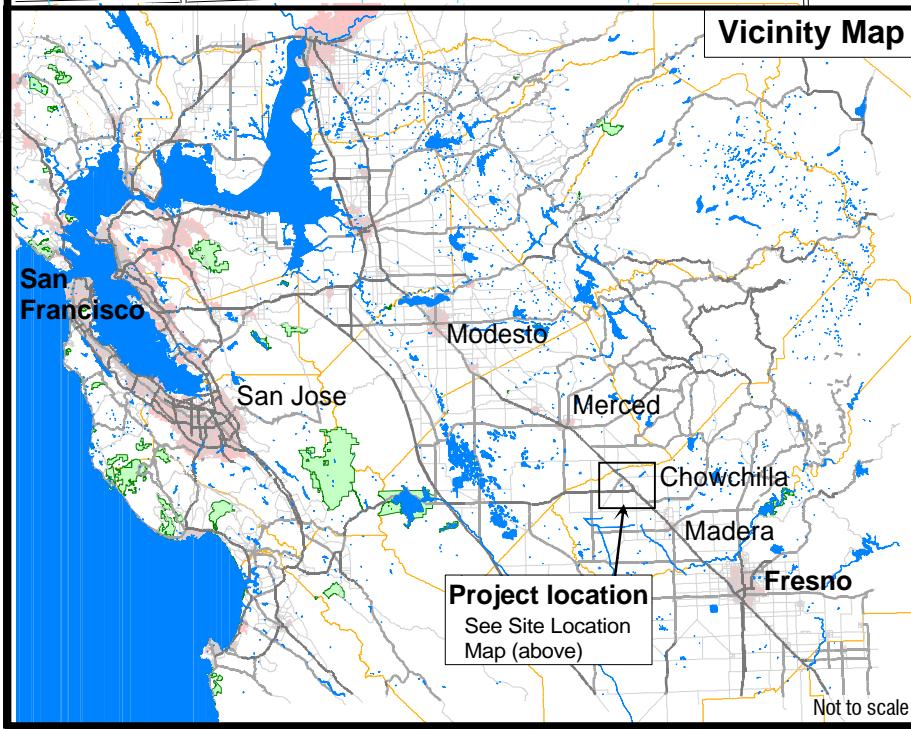 Vicinity Map
San
Francisco
Modesto
San Jose
Merced
Chowchilla
Madera
Fresno
Project location
See Site Location
Map (above)
Not to scale